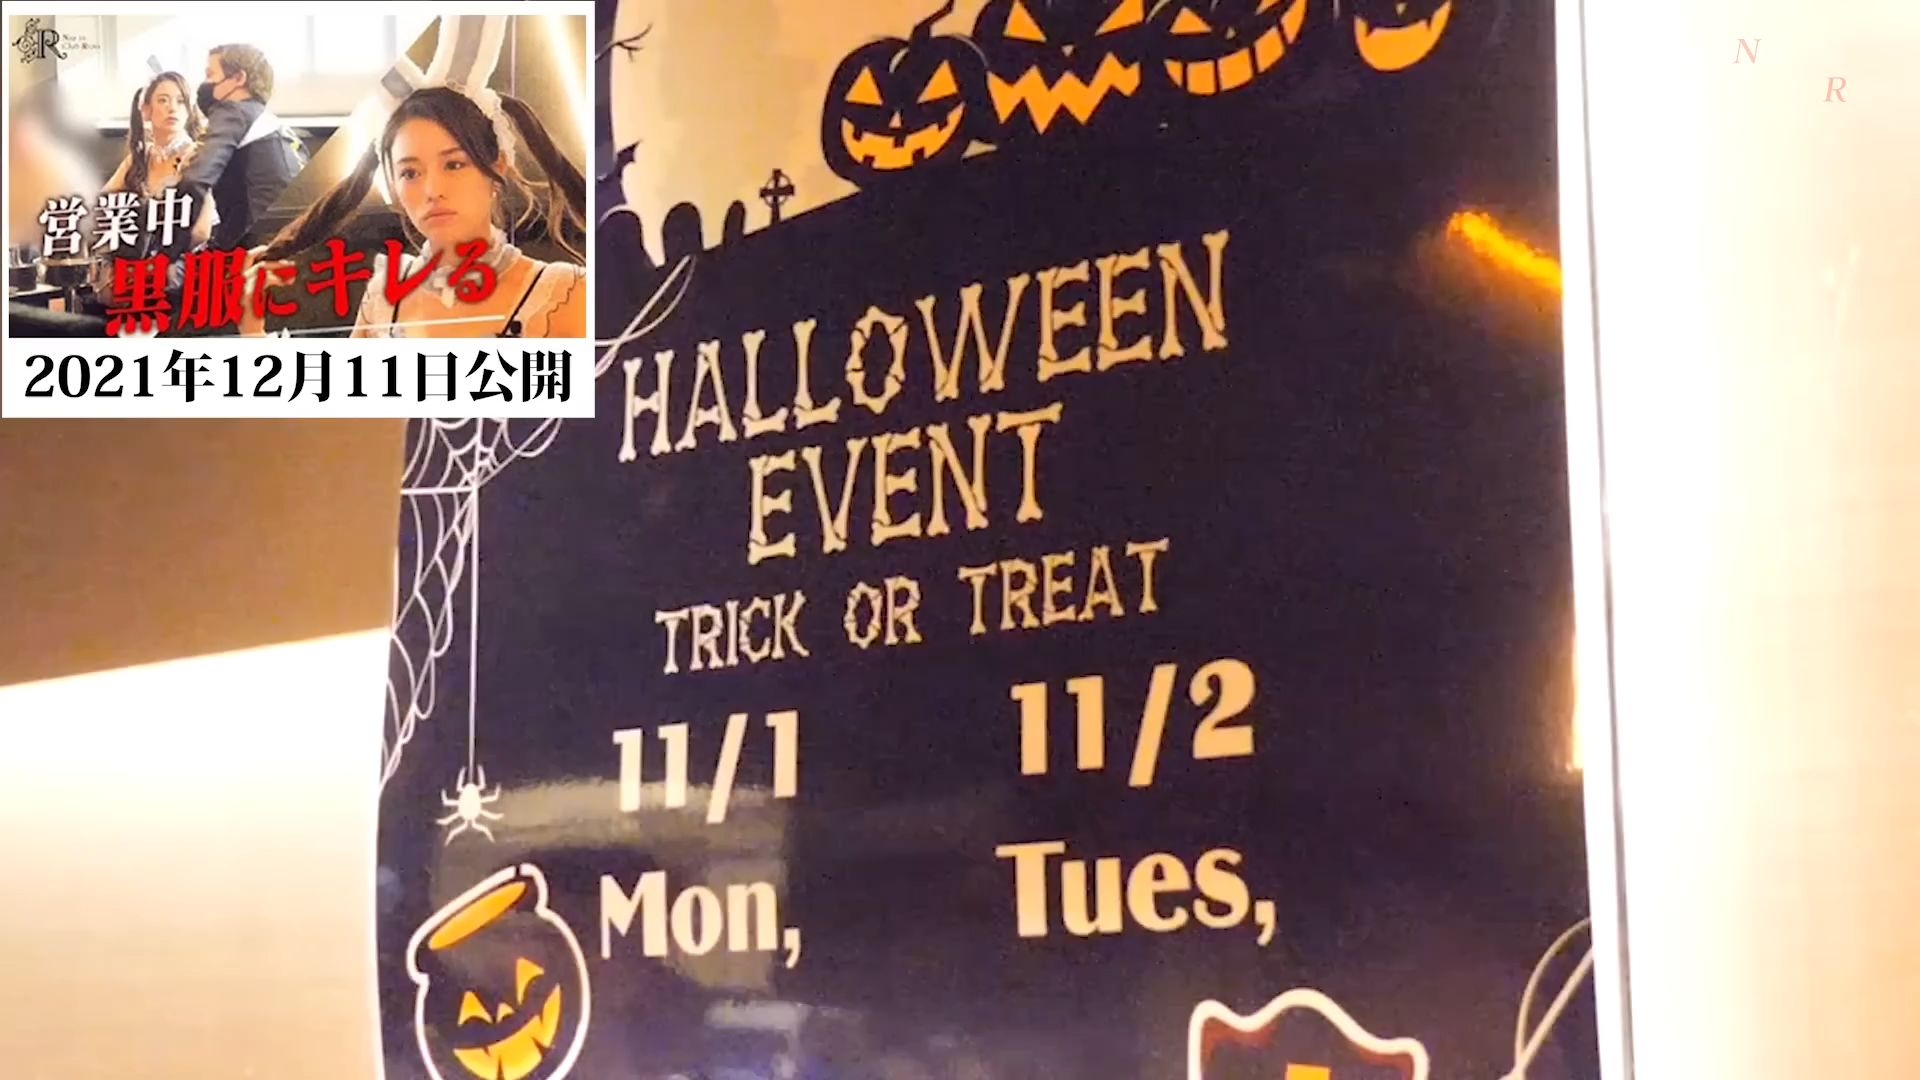 R
営業中
黒服にキレる
2021年12月11日公開
N
R
HALLOWEEN
EVENT
TRICK OR TREAT
11/1
11/2
Mon,
Tues,